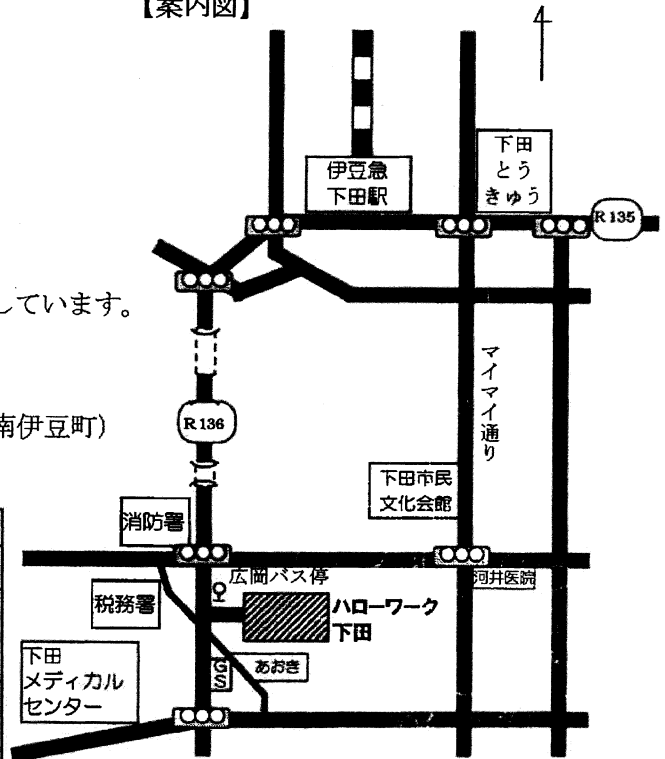 【案内図】
伊豆急
下田駅
下田
とう
きゅう
R 135
しています。
マイマイ通り
南伊豆町)
R 136
下田市民
文化会館
消防署
広岡バス停
河井医院
税務署
ハローワーク
下田
下田
メディカル
センター
GS
あおき